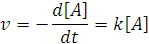 v = − d[A]/dt = k[A]